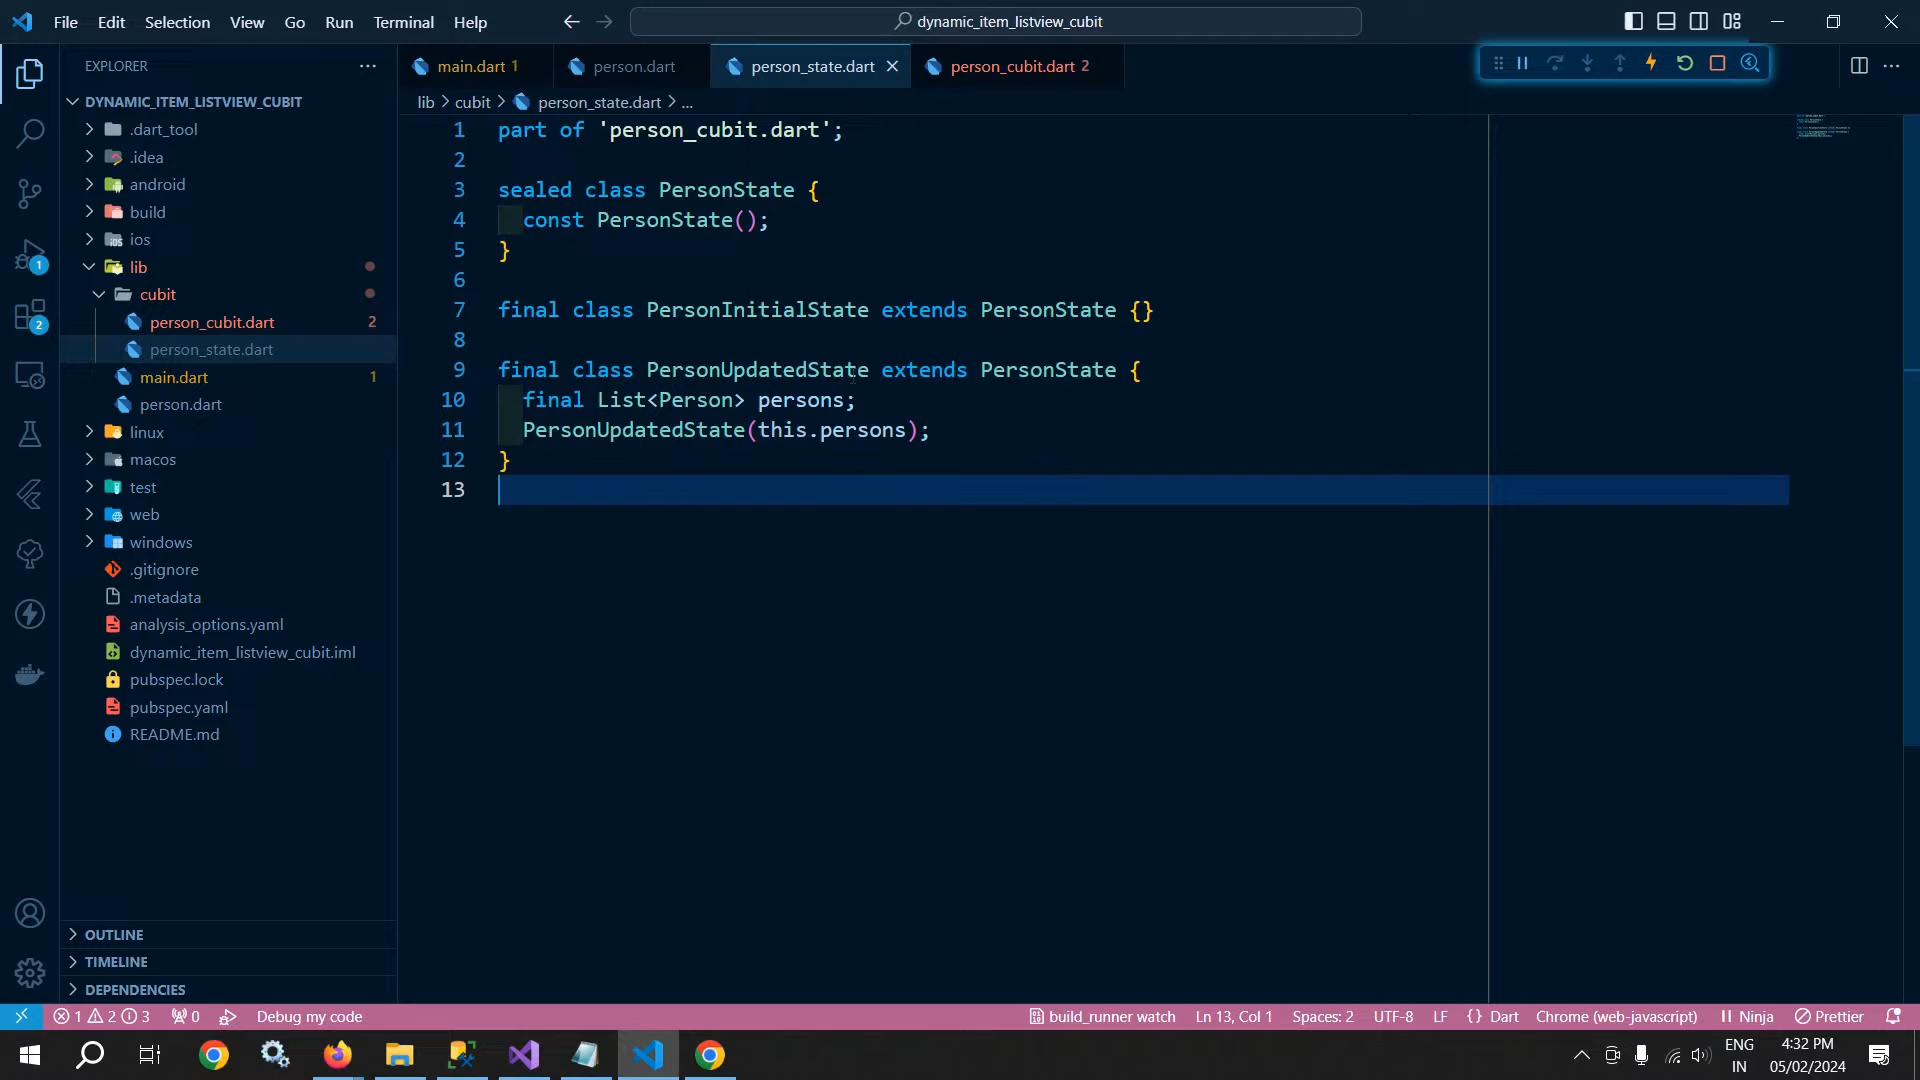 File Edit Selection View Go Run Terminal Help
dynamic_item_listview_cubit
EXPLORER
main.dart 1
person.dart
person_state.dart
person_cubit.dart 2
DYNAMIC_ITEM_LISTVIEW_CUBIT
lib > cubit > person_state.dart > ...
.dart_tool
.idea
android
build
ios
lib
cubit
person_cubit.dart 2
person_state.dart
main.dart 1
person.dart
linux
macos
test
web
windows
.gitignore
.metadata
analysis_options.yaml
dynamic_item_listview_cubit.iml
pubspec.lock
pubspec.yaml
README.md
OUTLINE
TIMELINE
DEPENDENCIES
1
2
1 part of 'person_cubit.dart';
2
3 sealed class PersonState {
4 const PersonState();
5 }
6
7 final class PersonInitialState extends PersonState {}
8
9 final class PersonUpdatedState extends PersonState {
10 final List<Person> persons;
11 PersonUpdatedState(this.persons);
12 }
13
1 2 3 0 Debug my code
build_runner watch Ln 13, Col 1 Spaces: 2 UTF-8 LF {} Dart Chrome (web-javascript) Ninja Prettier
ENG
IN
4:32 PM
05/02/2024